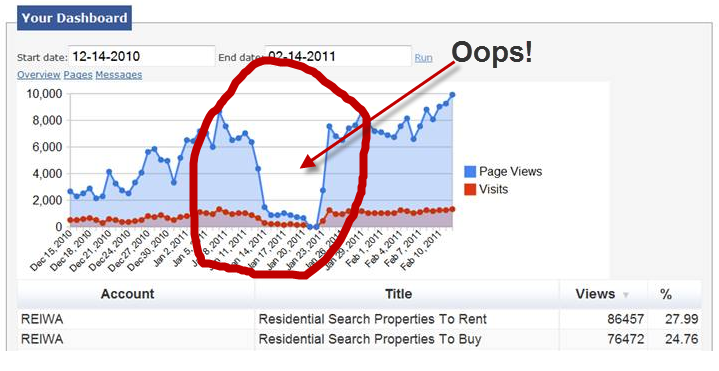 Your Dashboard
Oops!
Start date: 12-14-2010 End date: 02-14-2011 Run
Overview Pages Messages
10,000
8,000
6,000
4,000
2,000
0
Page Views
Visits
Dec 15, 2010
Dec 18, 2010
Dec 21, 2010
Dec 24, 2010
Dec 27, 2010
Dec 30, 2010
Jan 2, 2011
Jan 5, 2011
Jan 8, 2011
Jan 11, 2011
Jan 14, 2011
Jan 17, 2011
Jan 20, 2011
Jan 23, 2011
Jan 26, 2011
Jan 29, 2011
Feb 1, 2011
Feb 4, 2011
Feb 7, 2011
Feb 10, 2011
Account Title Views %
REIWA Residential Search Properties To Rent 86457 27.99
REIWA Residential Search Properties To Buy 76472 24.76